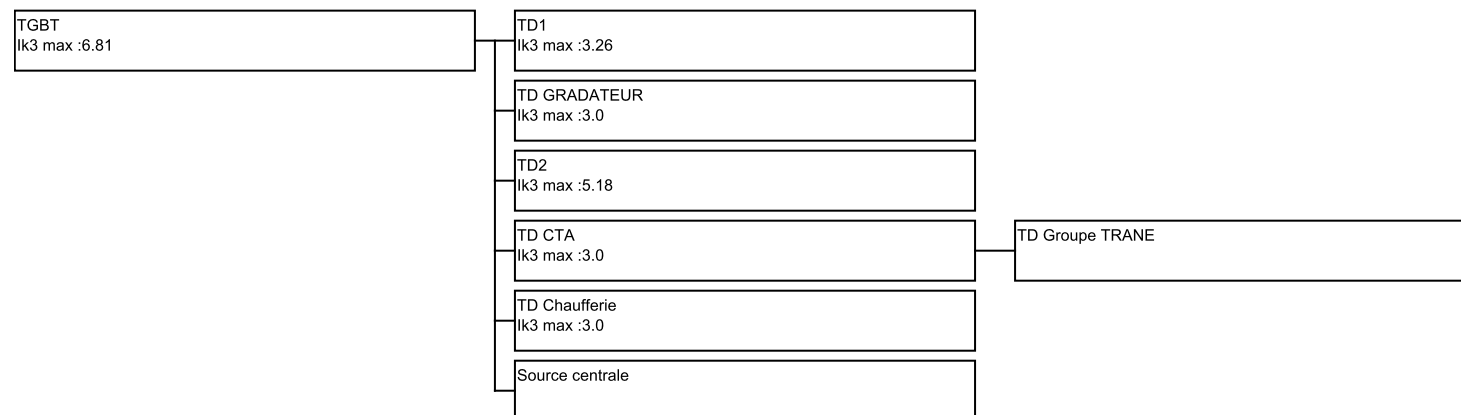 TGBT
Ik3 max :6.81
TD1
Ik3 max :3.26
TD GRADATEUR
Ik3 max :3.0
TD2
Ik3 max :5.18
TD CTA
Ik3 max :3.0
TD Groupe TRANE
TD Chaufferie
Ik3 max :3.0
Source centrale